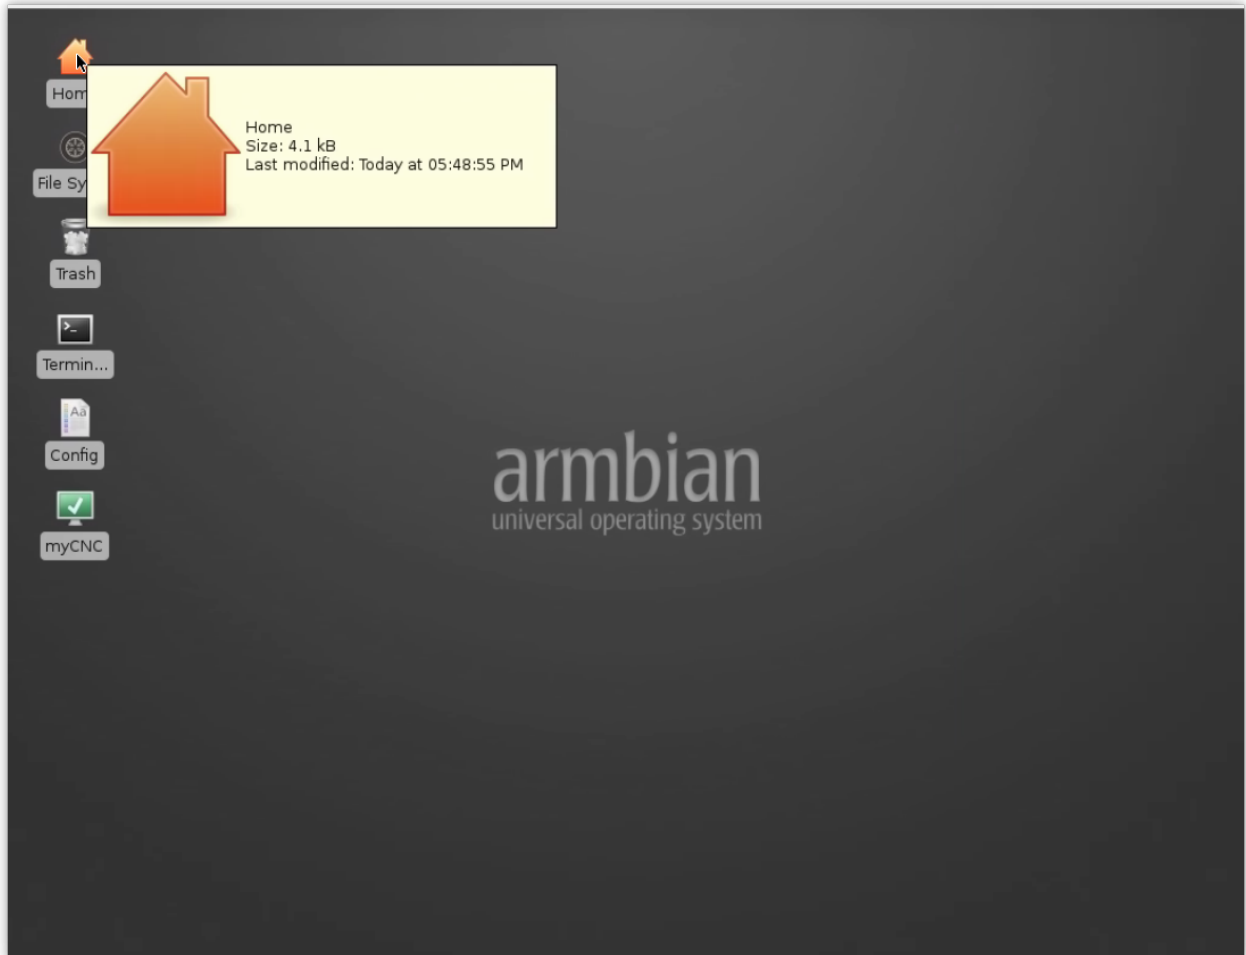 Hom
Home
Size: 4.1 kB
Last modified: Today at 05:48:55 PM
File Sy
Trash
Termin...
Aa
Config
myCNC
armbian
universal operating system